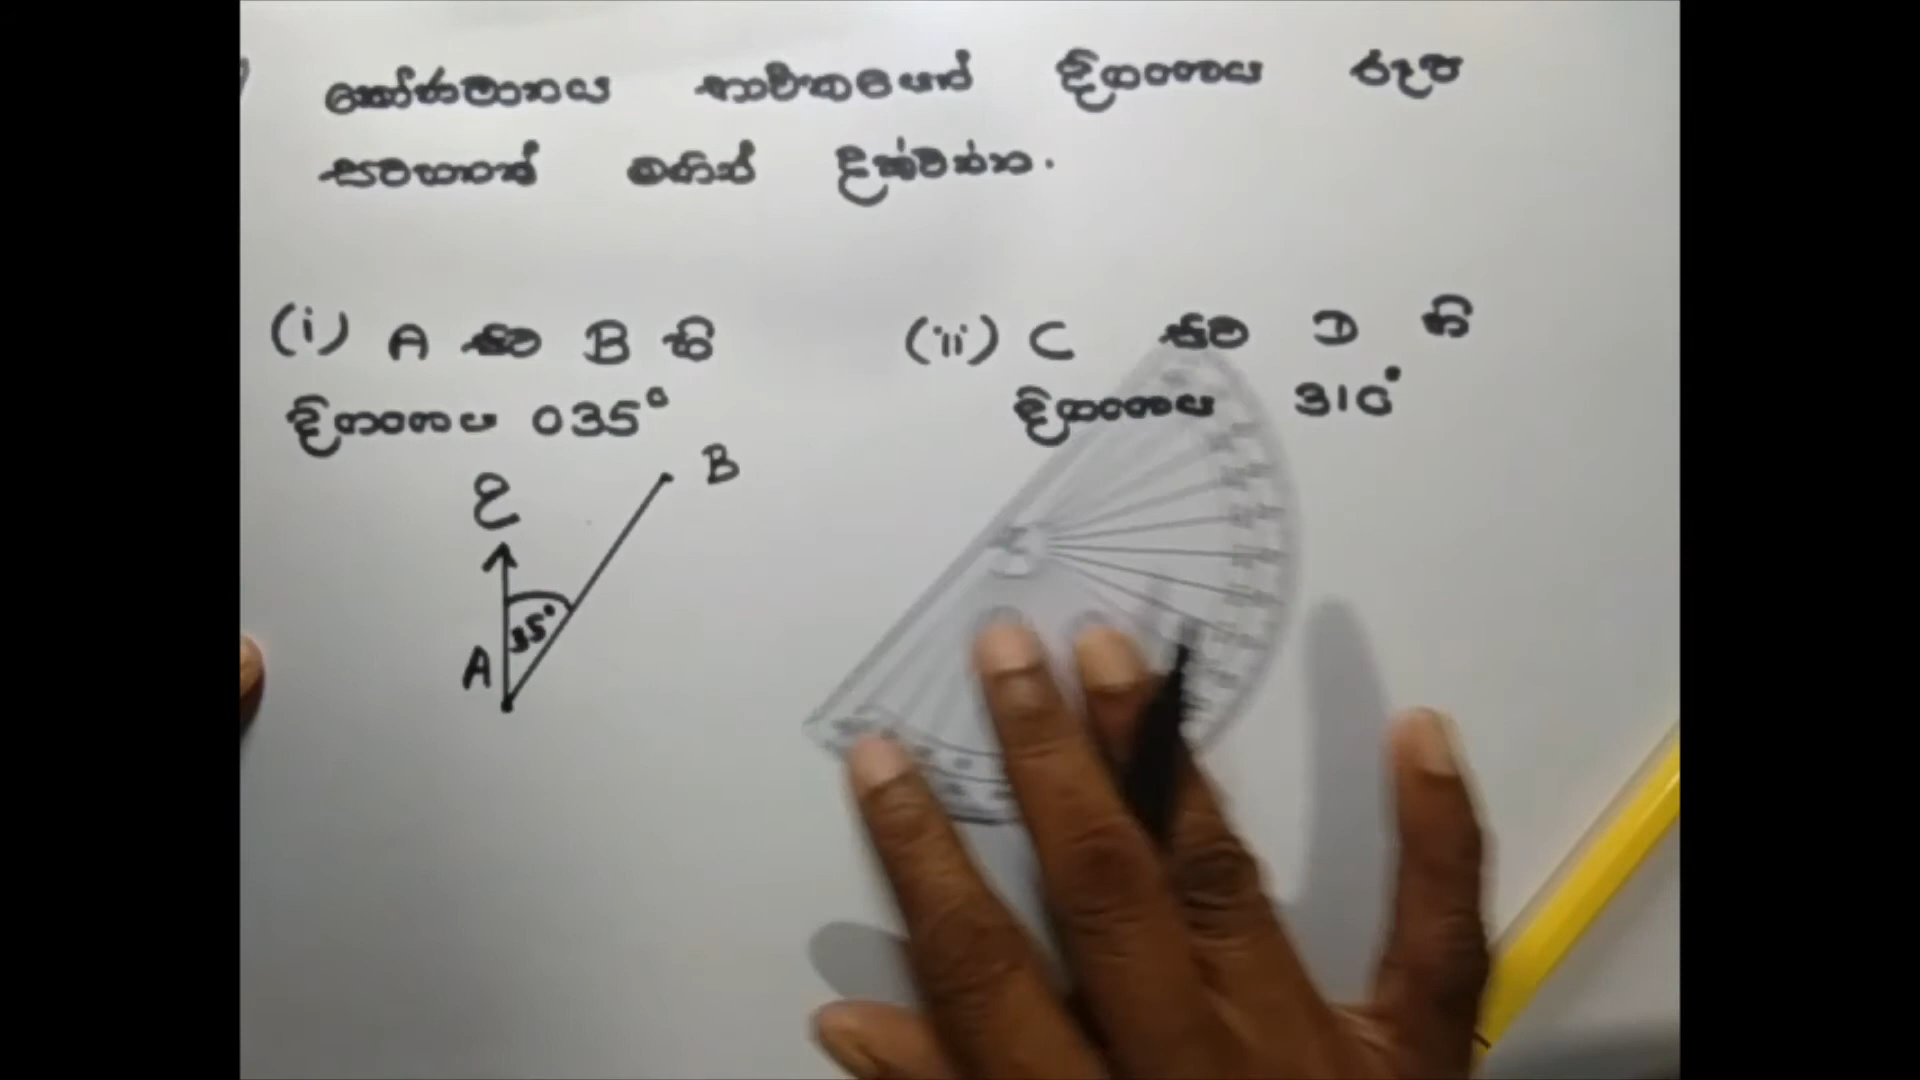 කෝණමානය භාවිතයෙන් දිගංශය රූප
සටහනක් මගින් දක්වන්න.
(i) A සිට B හි
දිගංශය 035°
(ii) C සිට D හි
දිගංශය 310°
උ
B
35°
A